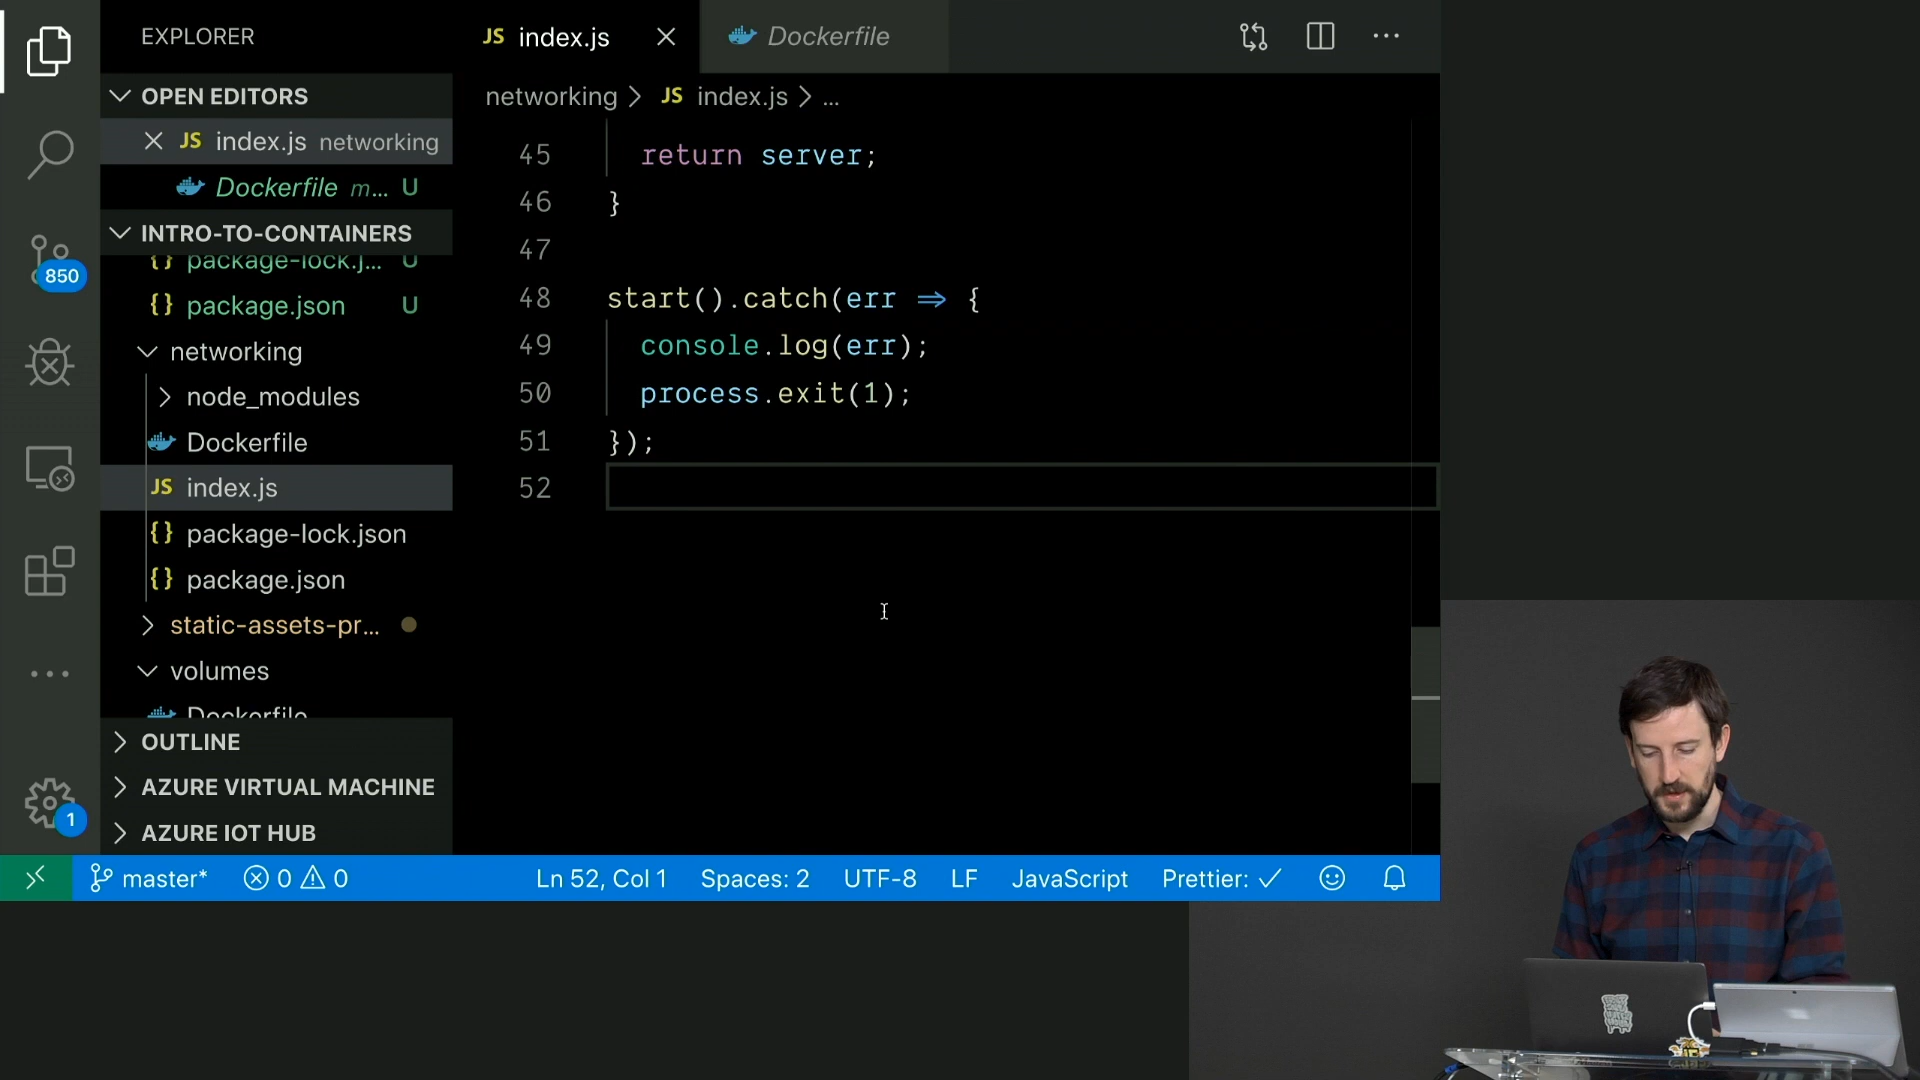 EXPLORER
JS index.js
Dockerfile
OPEN EDITORS
JS index.js networking
Dockerfile m... U
INTRO-TO-CONTAINERS
{} package-lock.j... U
{} package.json U
networking
node_modules
Dockerfile
JS index.js
{} package-lock.json
{} package.json
static-assets-pr...
volumes
Dockerfile
OUTLINE
AZURE VIRTUAL MACHINE
AZURE IOT HUB
850
1
networking > JS index.js > ...
45 return server;
46 }
47
48 start().catch(err => {
49 console.log(err);
50 process.exit(1);
51 });
52
master* 0 0 Ln 52, Col 1 Spaces: 2 UTF-8 LF JavaScript Prettier: ✓